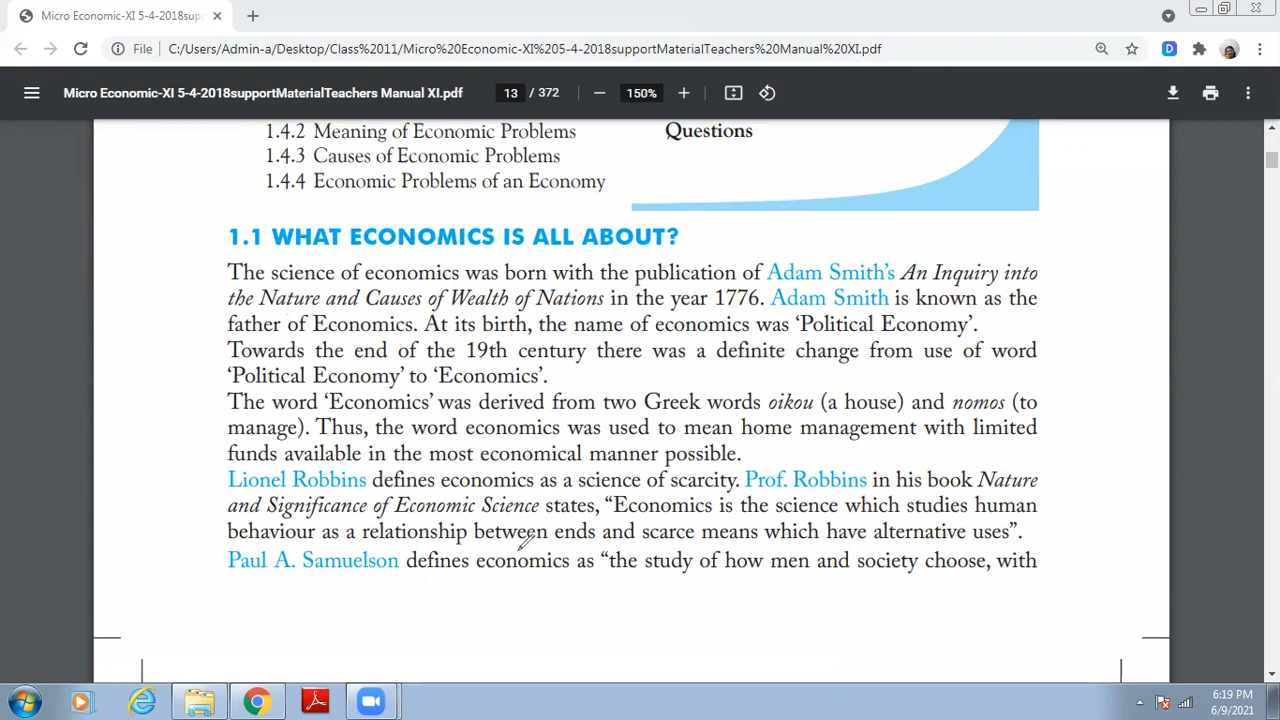 Micro Economic-XI 5-4-2018sup
File C:/Users/Admin-a/Desktop/Class%2011/Micro%20Economic-XI%205-4-2018supportMaterialTeachers%20Manual%20XI.pdf
D
Micro Economic-XI 5-4-2018supportMaterialTeachers Manual XI.pdf 13 / 372 150%
1.4.2 Meaning of Economic Problems
Questions
1.4.3 Causes of Economic Problems
1.4.4 Economic Problems of an Economy
1.1 WHAT ECONOMICS IS ALL ABOUT?
The science of economics was born with the publication of Adam Smith's An Inquiry into
the Nature and Causes of Wealth of Nations in the year 1776. Adam Smith is known as the
father of Economics. At its birth, the name of economics was ‘Political Economy’.
Towards the end of the 19th century there was a definite change from use of word
‘Political Economy’ to ‘Economics’.
The word ‘Economics’ was derived from two Greek words oikou (a house) and nomos (to
manage). Thus, the word economics was used to mean home management with limited
funds available in the most economical manner possible.
Lionel Robbins defines economics as a science of scarcity. Prof. Robbins in his book Nature
and Significance of Economic Science states, “Economics is the science which studies human
behaviour as a relationship between ends and scarce means which have alternative uses”.
Paul A. Samuelson defines economics as “the study of how men and society choose, with
6:19 PM
6/9/2021